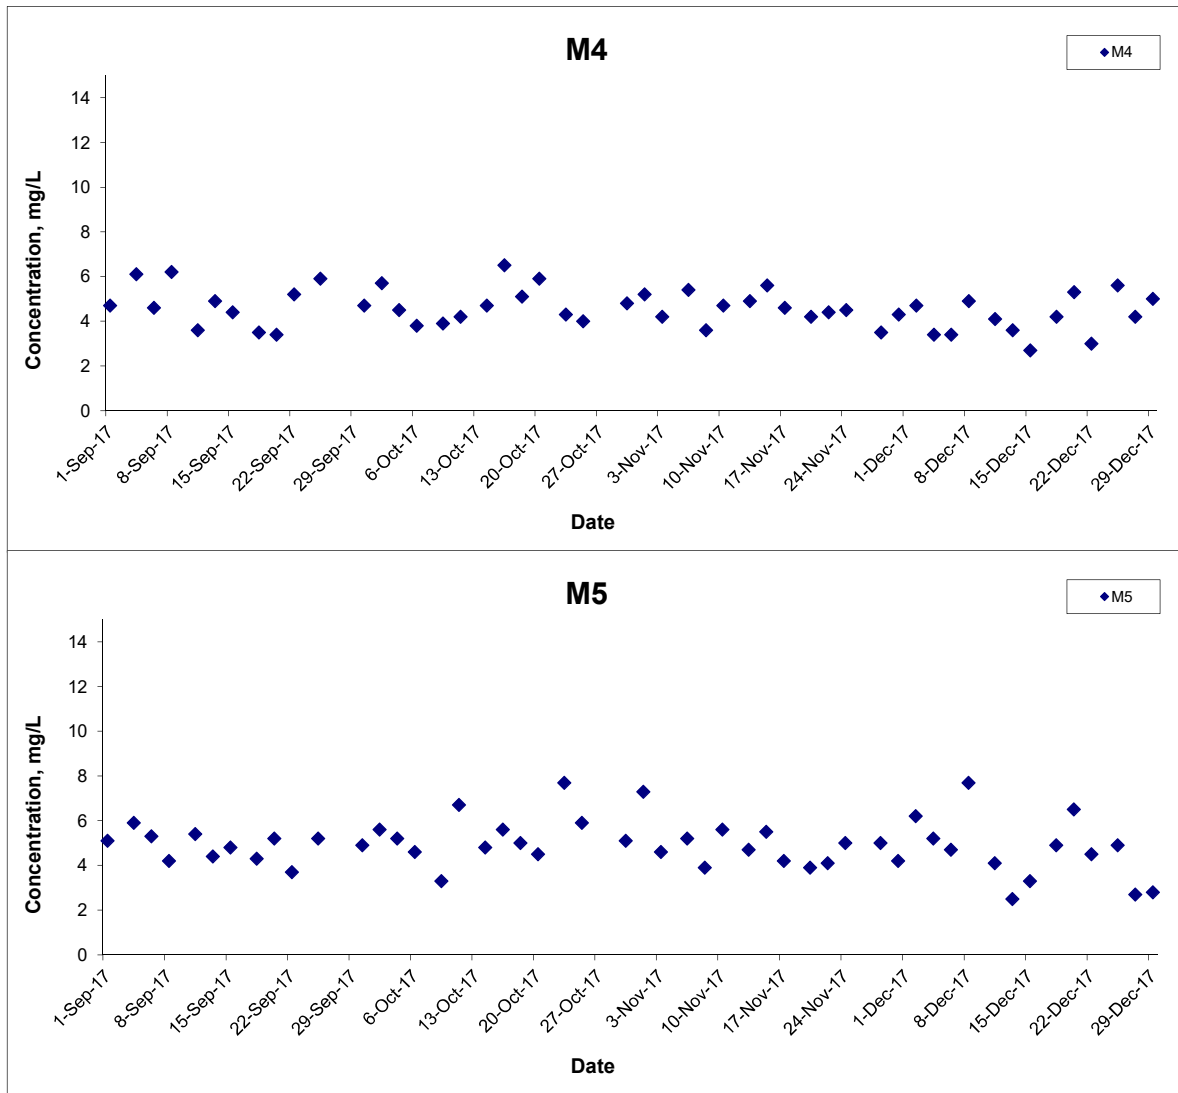 M4
M4
14
12
10
8
6
4
2
0
Concentration, mg/L
1-Sep-17
8-Sep-17
15-Sep-17
22-Sep-17
29-Sep-17
6-Oct-17
13-Oct-17
20-Oct-17
27-Oct-17
3-Nov-17
10-Nov-17
17-Nov-17
24-Nov-17
1-Dec-17
8-Dec-17
15-Dec-17
22-Dec-17
29-Dec-17
Date
M5
M5
14
12
10
8
6
4
2
0
Concentration, mg/L
1-Sep-17
8-Sep-17
15-Sep-17
22-Sep-17
29-Sep-17
6-Oct-17
13-Oct-17
20-Oct-17
27-Oct-17
3-Nov-17
10-Nov-17
17-Nov-17
24-Nov-17
1-Dec-17
8-Dec-17
15-Dec-17
22-Dec-17
29-Dec-17
Date